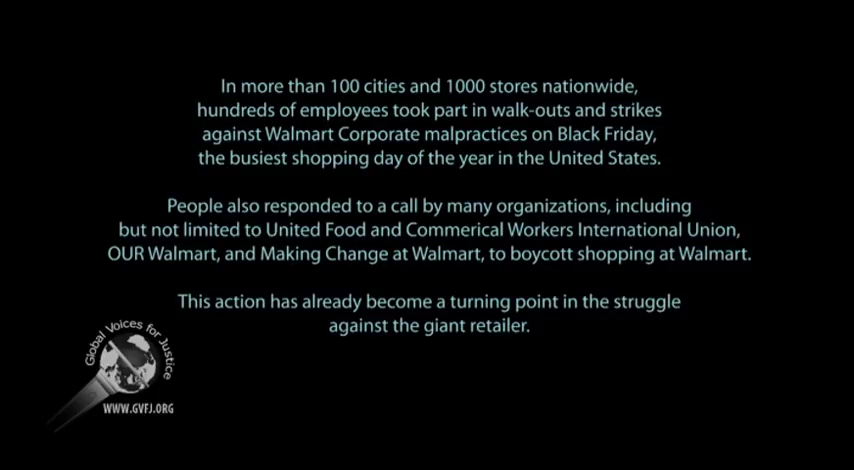 In more than 100 cities and 1000 stores nationwide,
hundreds of employees took part in walk-outs and strikes
against Walmart Corporate malpractices on Black Friday,
the busiest shopping day of the year in the United States.
People also responded to a call by many organizations, including
but not limited to United Food and Commerical Workers International Union,
OUR Walmart, and Making Change at Walmart, to boycott shopping at Walmart.
This action has already become a turning point in the struggle
against the giant retailer.
Global Voices for Justice
WWW.GVFJ.ORG